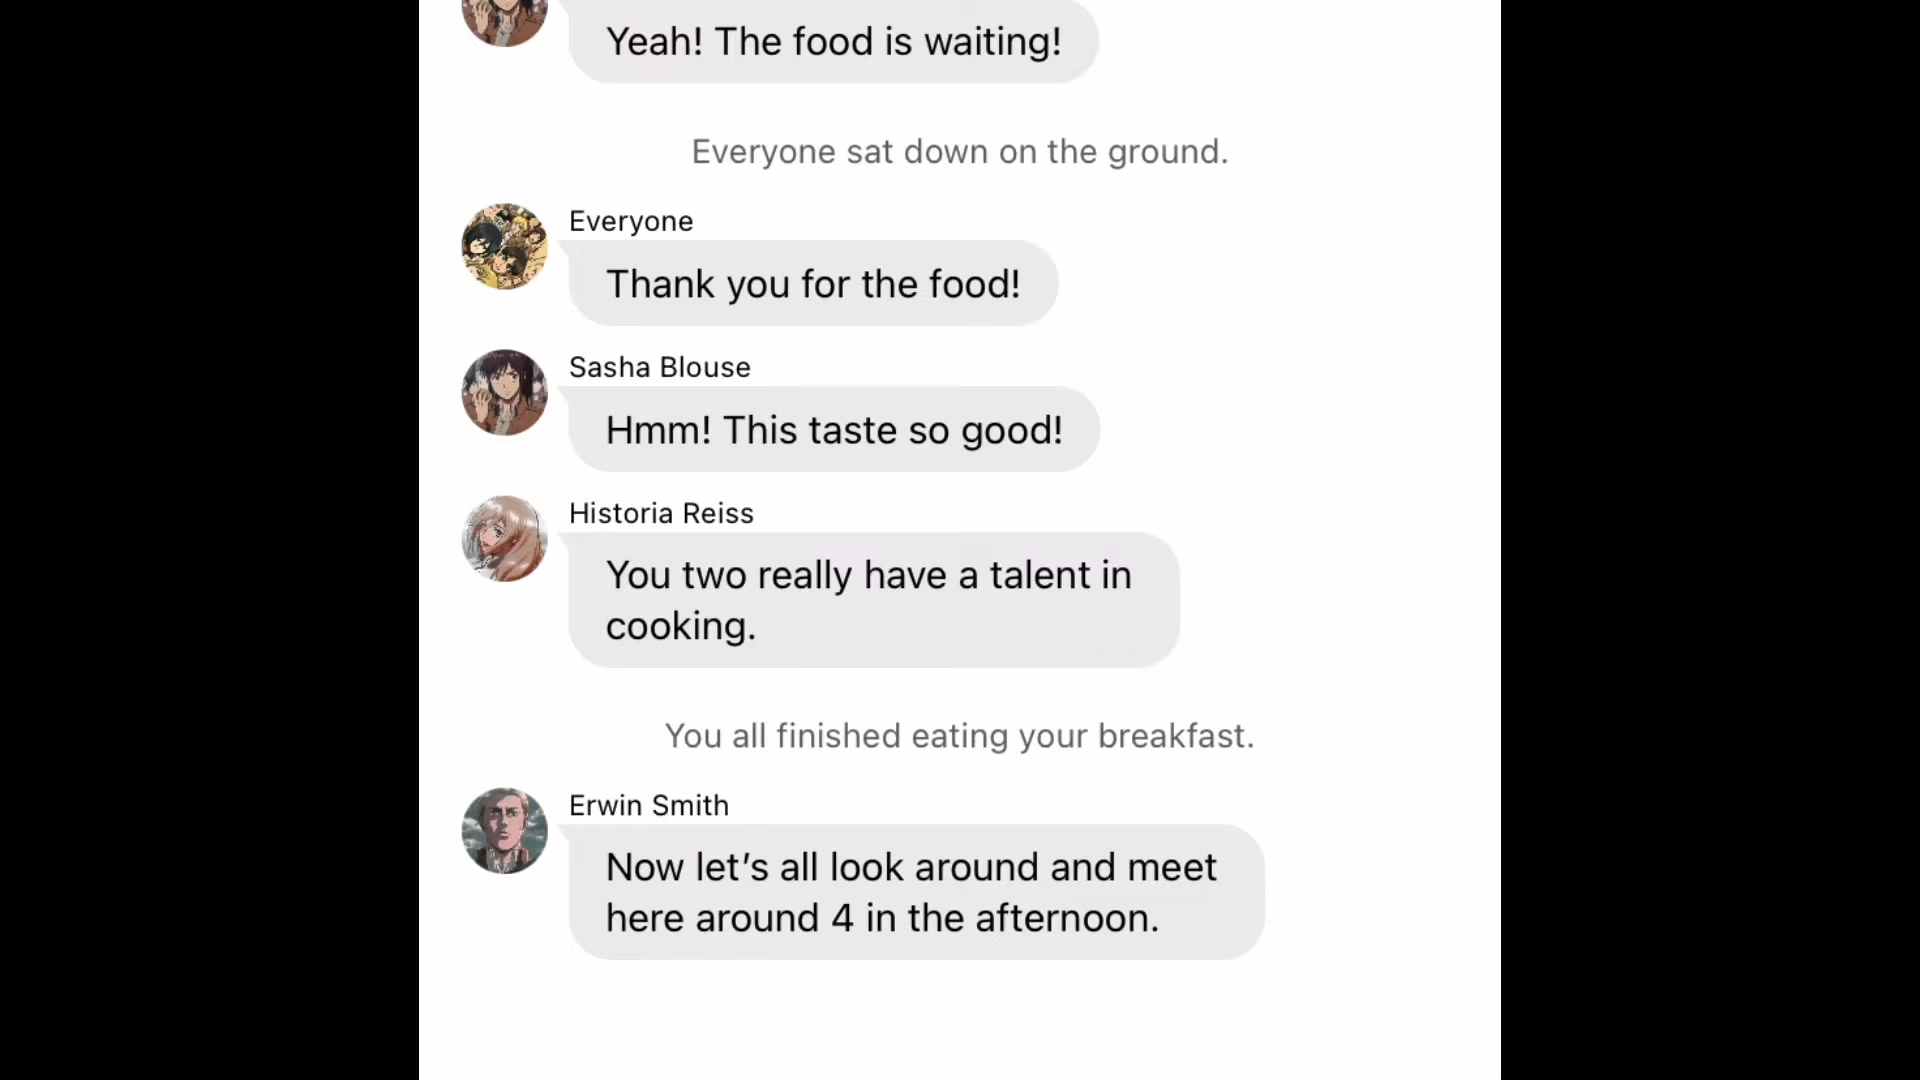 Yeah! The food is waiting!
Everyone sat down on the ground.
Everyone
Thank you for the food!
Sasha Blouse
Hmm! This taste so good!
Historia Reiss
You two really have a talent in
cooking.
You all finished eating your breakfast.
Erwin Smith
Now let’s all look around and meet
here around 4 in the afternoon.